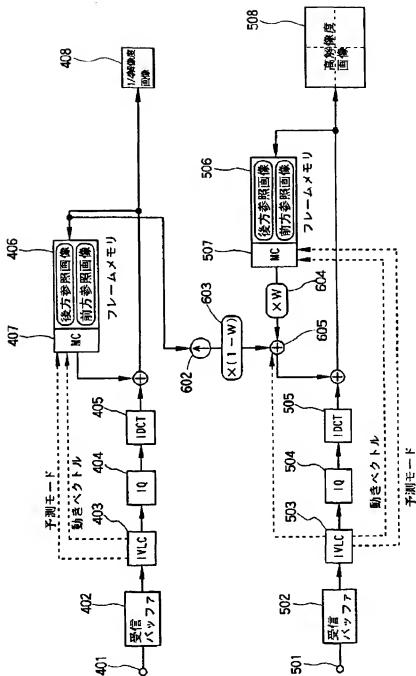 408
1/4解像度
画像
406
後方参照画像
前方参照画像
フレームメモリ
407
MC
405
IDCT
404
IQ
403
IVLC
予測モード
動きベクトル
402
受信
バッファ
401
602
603
×(1-W)
508
高解像度
画像
506
後方参照画像
前方参照画像
フレームメモリ
507
MC
604
×W
605
505
IDCT
504
IQ
503
IVLC
動きベクトル
予測モード
502
受信
バッファ
501